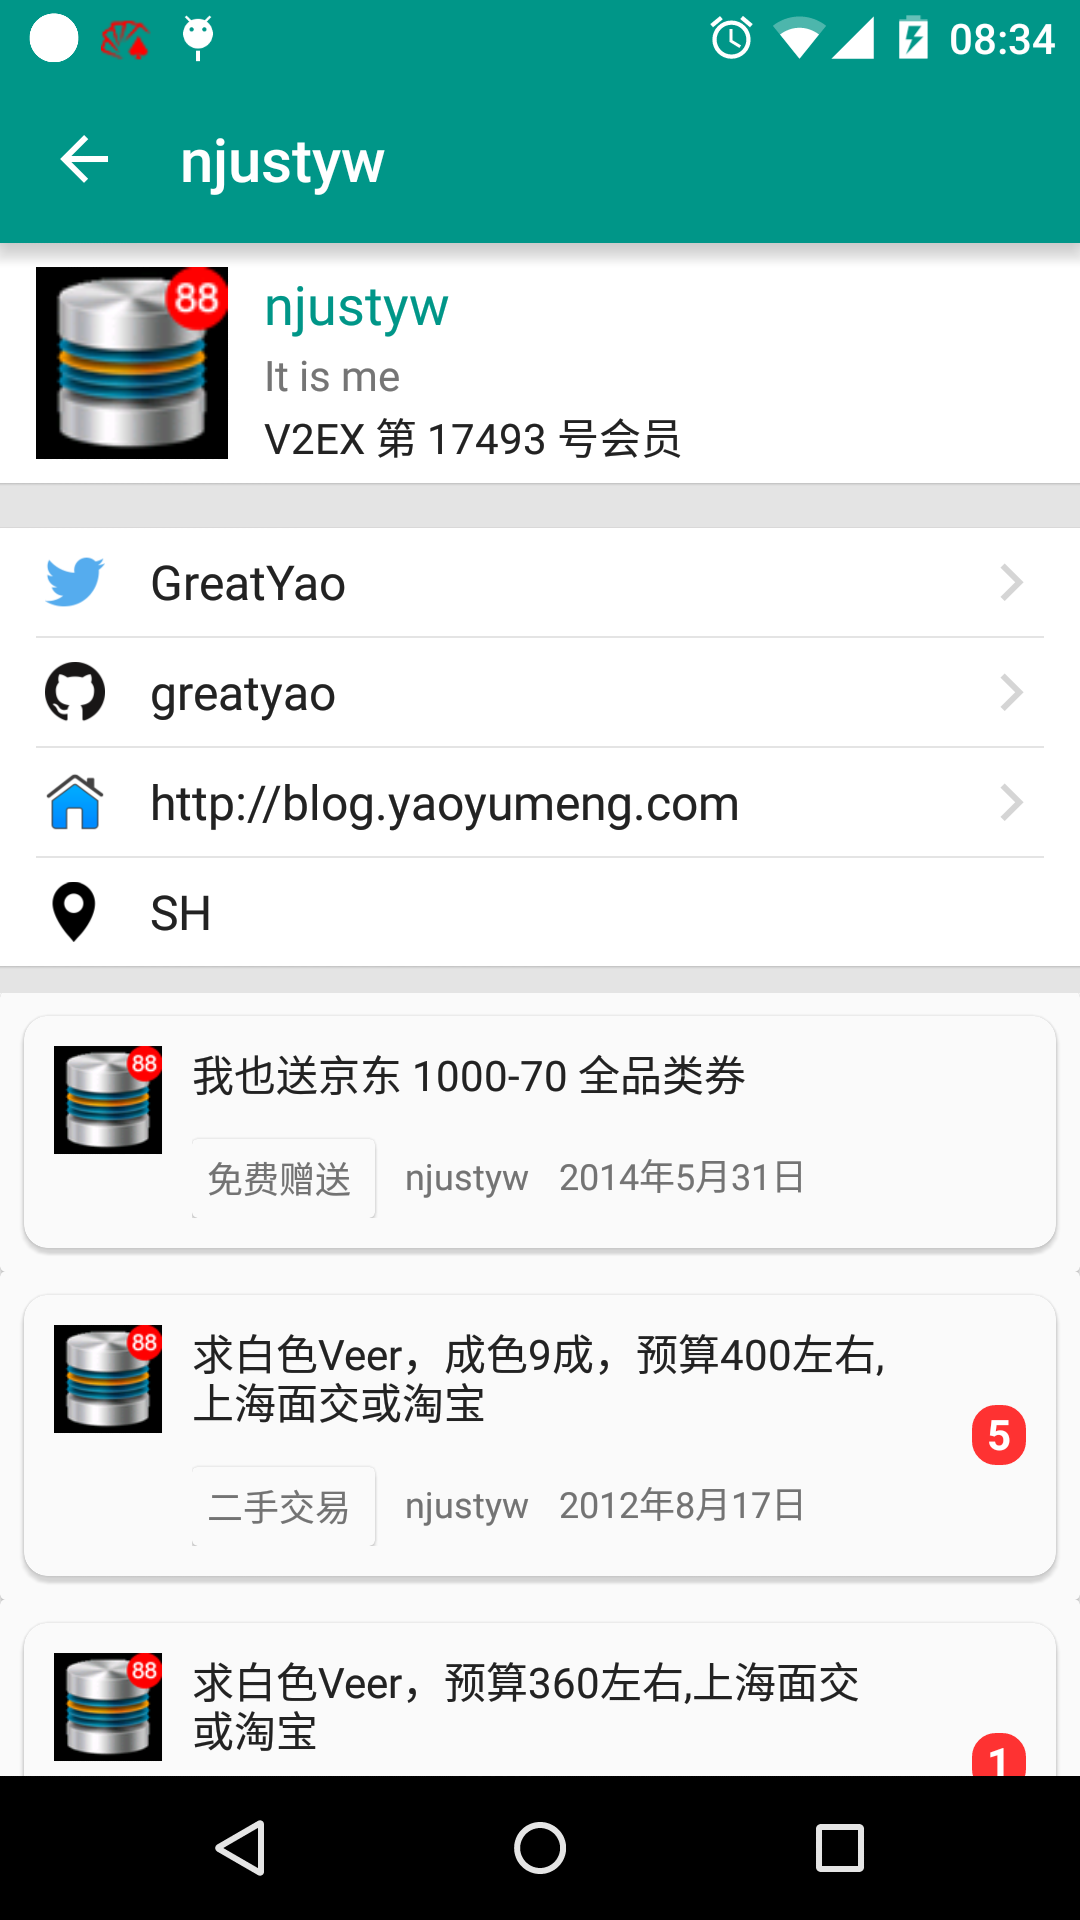 08:34
njustyw
88
njustyw
It is me
V2EX 第 17493 号会员
GreatYao
greatyao
http://blog.yaoyumeng.com
SH
88
我也送京东 1000-70 全品类券
免费赠送 njustyw 2014年5月31日
88
求白色Veer，成色9成，预算400左右,
上海面交或淘宝
5
二手交易 njustyw 2012年8月17日
88
求白色Veer，预算360左右,上海面交
或淘宝
1